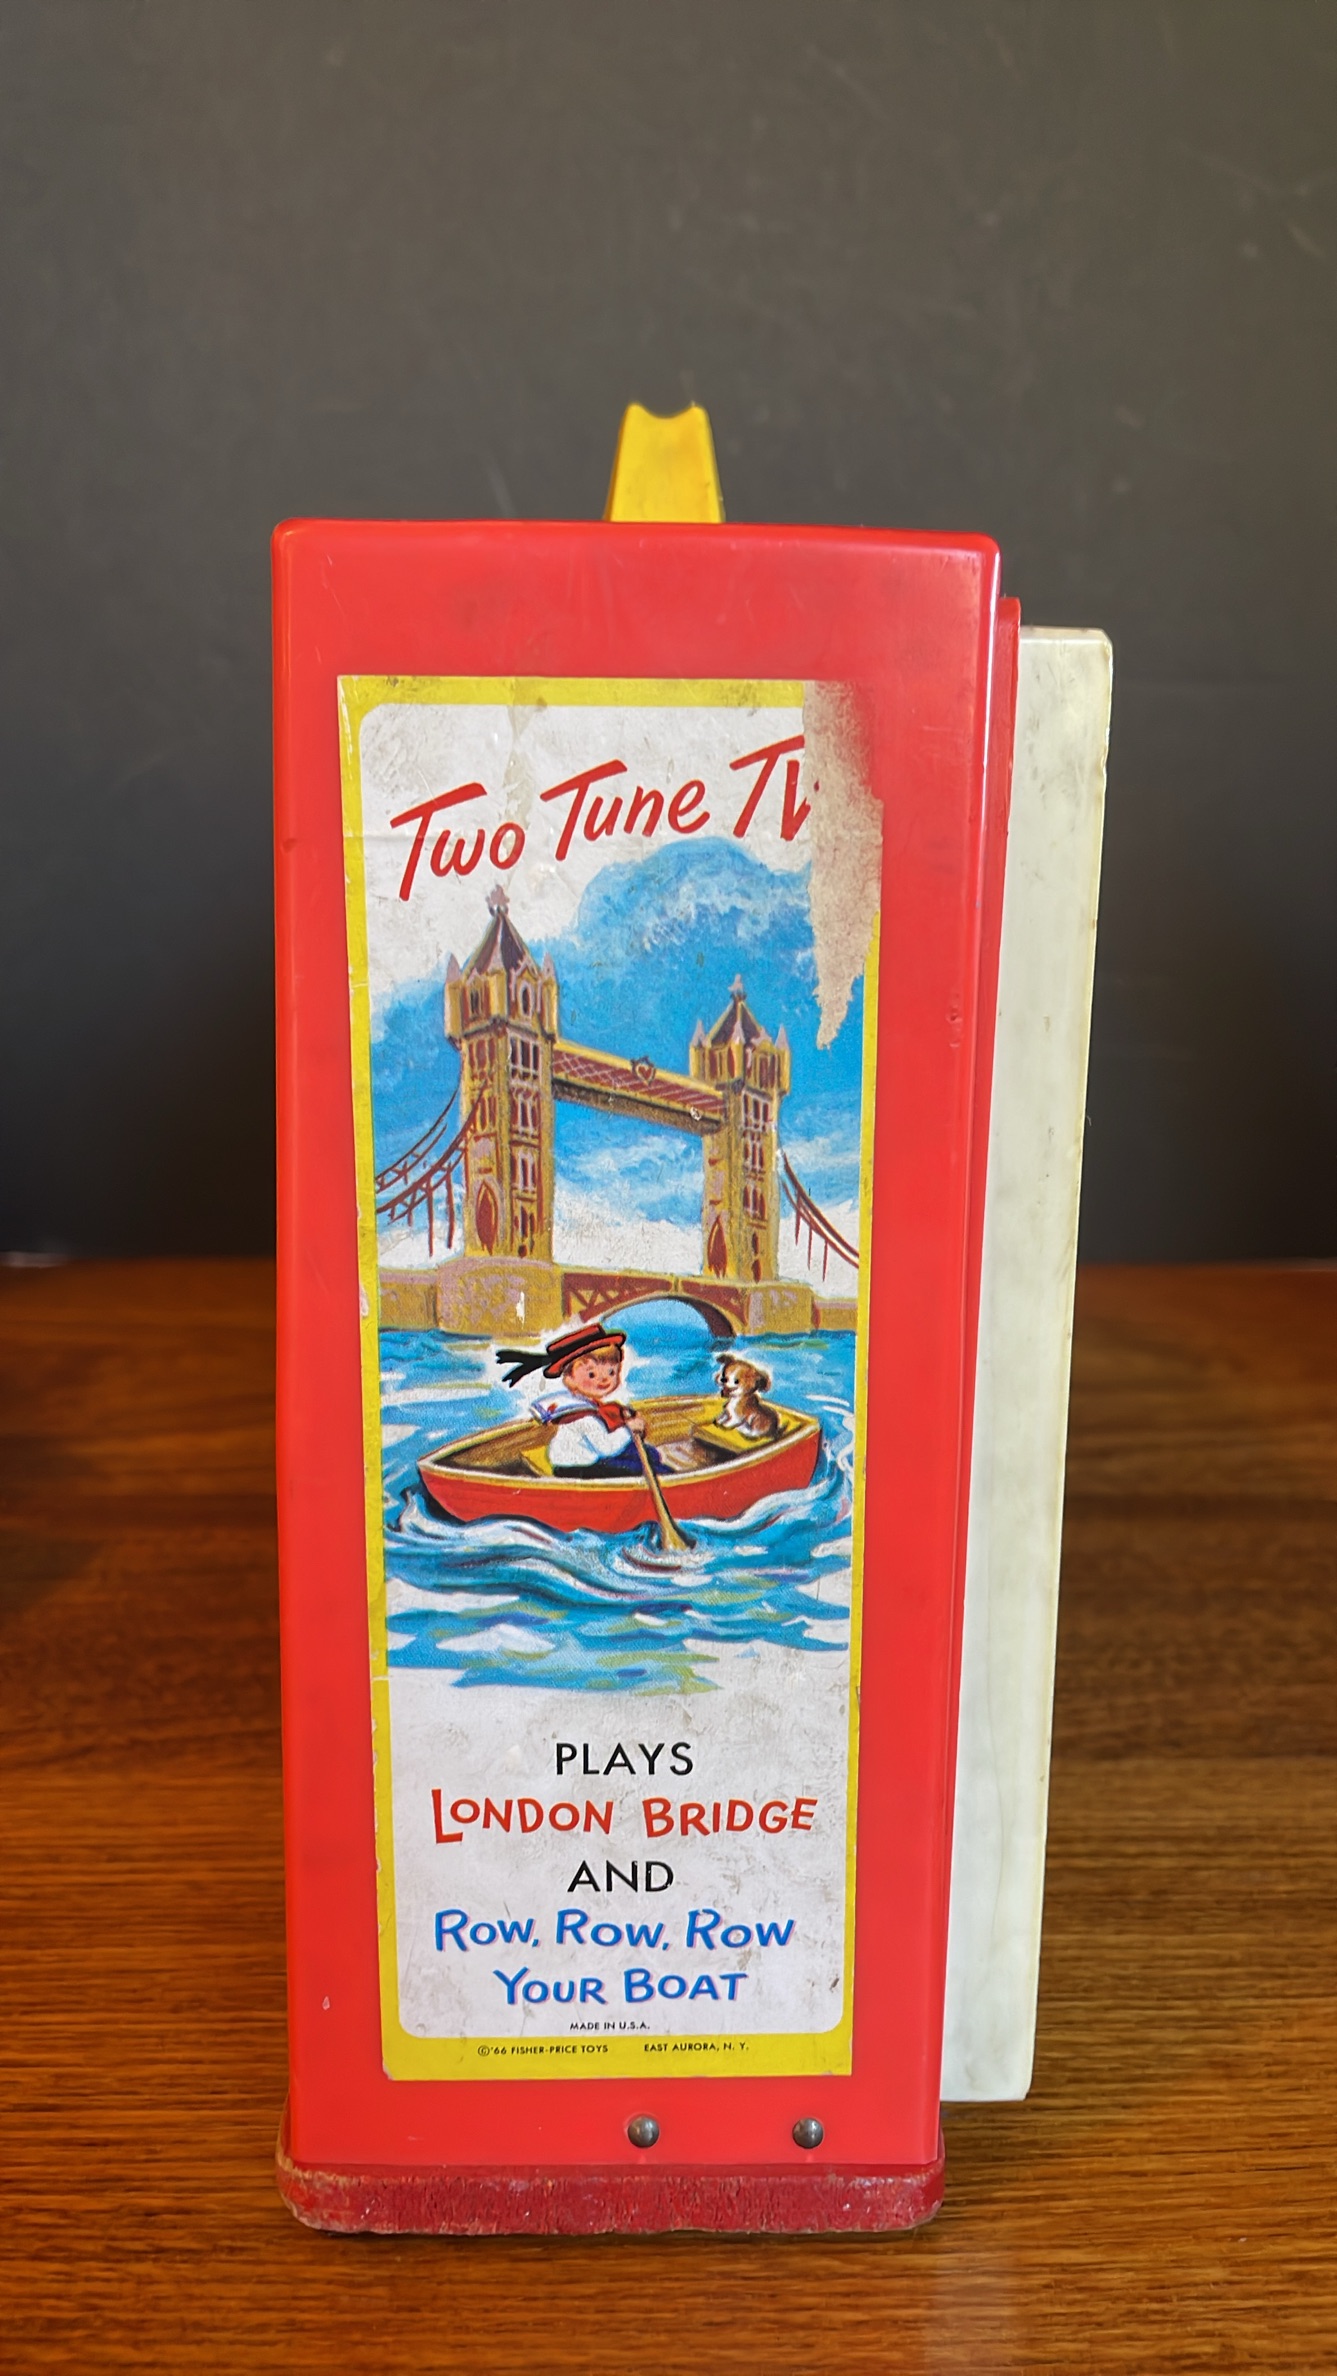 Two Tune TV
PLAYS
LONDON BRIDGE
AND
ROW, ROW, ROW
YOUR BOAT
MADE IN U.S.A.
©'66 FISHER-PRICE TOYS EAST AURORA, N. Y.